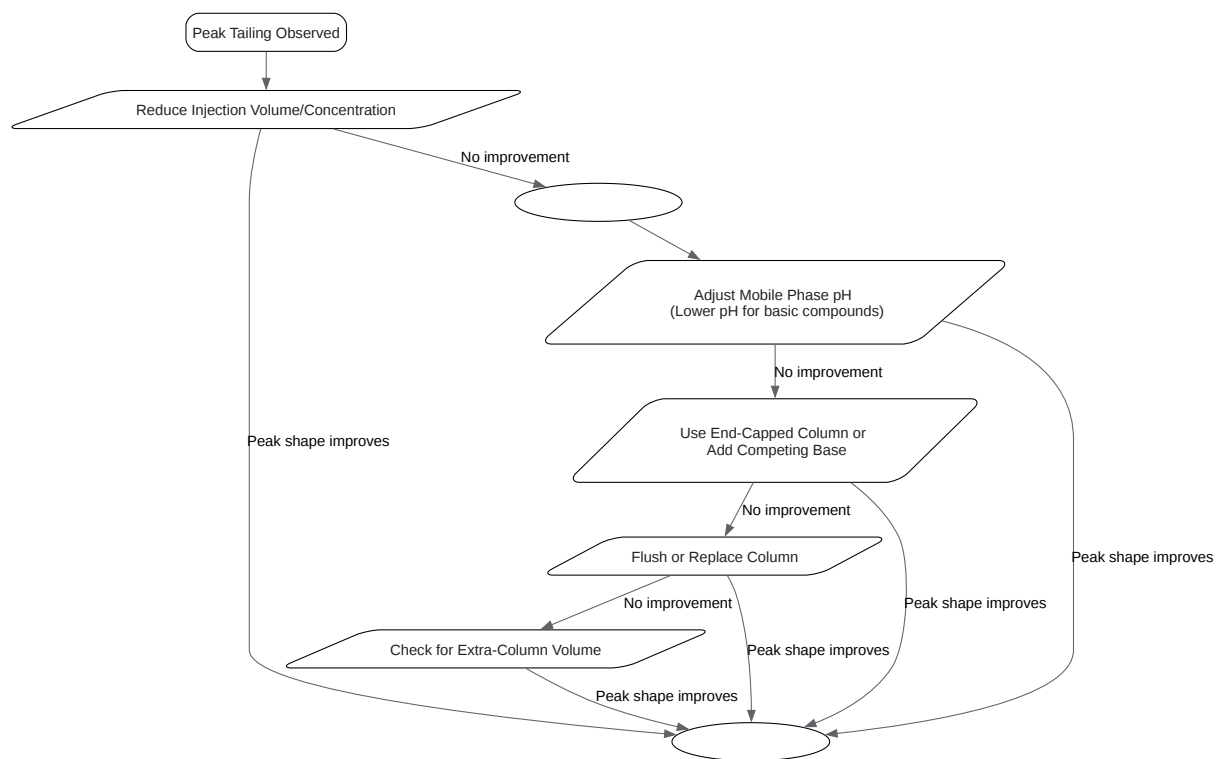 Peak Tailing Observed
Reduce Injection Volume/Concentration
No improvement
Adjust Mobile Phase pH
(Lower pH for basic compounds)
No improvement
Use End-Capped Column or
Add Competing Base
Peak shape improves
No improvement
Flush or Replace Column
Peak shape improves
No improvement
Peak shape improves
Check for Extra-Column Volume
Peak shape improves
Peak shape improves